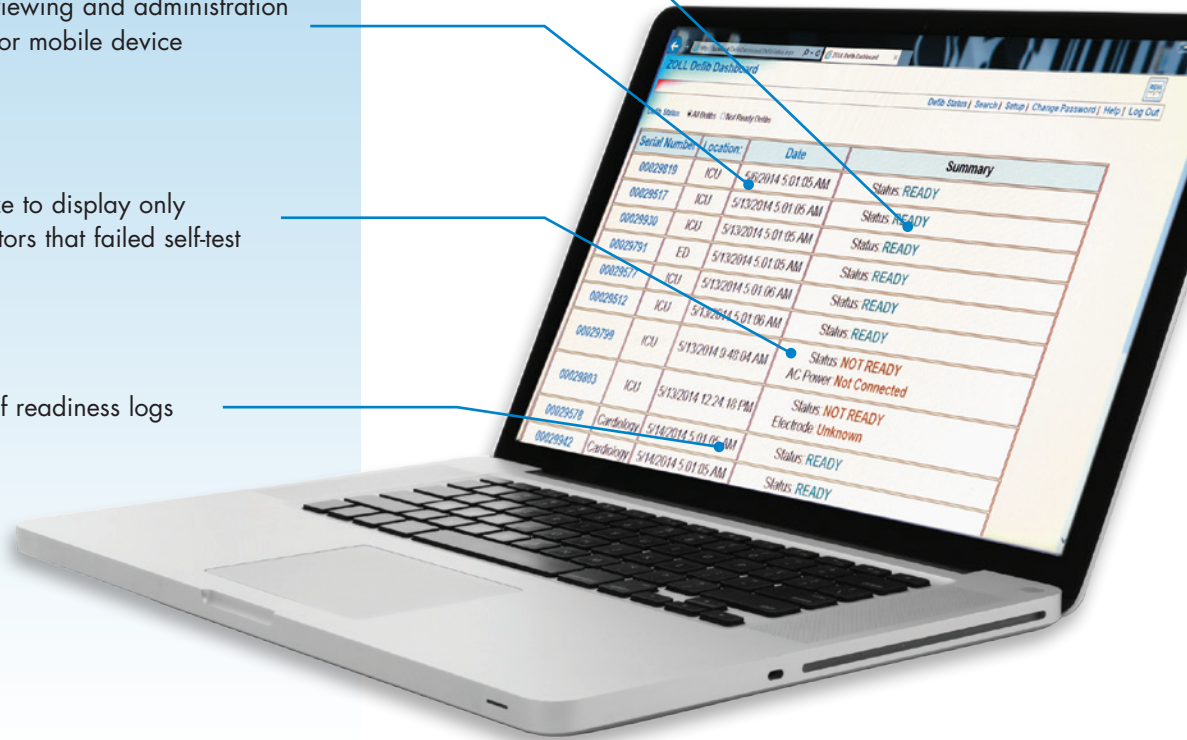 iewing and administration
or mobile device
ze to display only
tors that failed self-test
f readiness logs
ZOLL Defib Dashboard
ZOLL Defib Dashboard
Defib Status | Search | Setup | Change Password | Help | Log Out
Defib Status All Defibs Not Ready Defibs
Serial Number Location: Date Summary
00029819 ICU 5/6/2014 5:01:05 AM Status: READY
00029517 ICU 5/13/2014 5:01:05 AM Status: READY
00029930 ICU 5/13/2014 5:01:05 AM Status: READY
00029791 ED 5/13/2014 5:01:05 AM Status: READY
00029577 ICU 5/13/2014 5:01:06 AM Status: READY
00029512 ICU 5/13/2014 5:01:06 AM Status: READY
00029799 ICU 5/13/2014 9:48:04 AM Status: NOT READY
AC Power Not Connected
00029803 ICU 5/13/2014 12:24:18 PM Status: NOT READY
Electrode Unknown
00029578 Cardiology 5/14/2014 5:01:05 AM Status: READY
00029942 Cardiology 5/14/2014 5:01:05 AM Status: READY